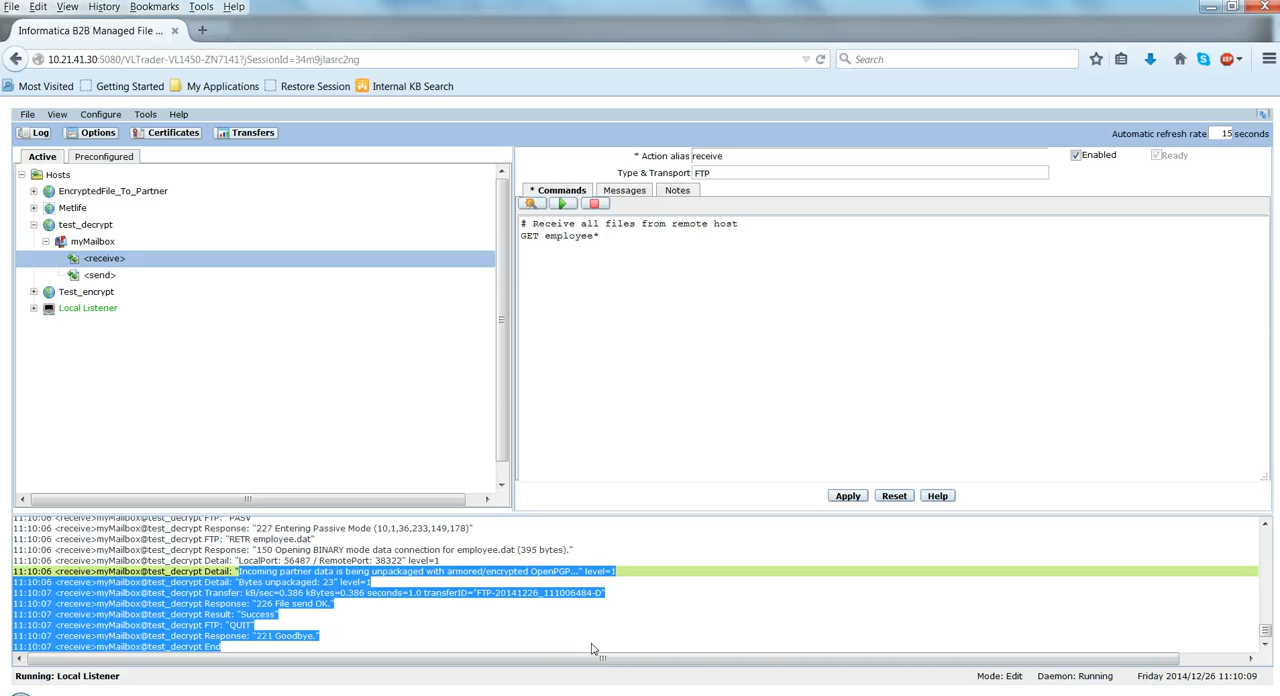 File Edit View History Bookmarks Tools Help
Informatica B2B Managed File ... × +
10.21.41.30:5080/VLTrader-VL1450-ZN7141?jSessionId=34m9jlasrc2ng Search
Most Visited Getting Started My Applications Restore Session Internal KB Search
File View Configure Tools Help
Log Options Certificates Transfers Automatic refresh rate 15 seconds
Active Preconfigured
* Action alias receive Enabled Ready
Type & Transport FTP
* Commands Messages Notes
Hosts
EncryptedFile_To_Partner
Metlife
test_decrypt
myMailbox
<receive>
<send>
Test_encrypt
Local Listener
# Receive all files from remote host
GET employee*
Apply Reset Help
11:10:06 <receive>myMailbox@test_decrypt FTP: "PASV"
11:10:06 <receive>myMailbox@test_decrypt Response: "227 Entering Passive Mode (10,1,36,233,149,178)"
11:10:06 <receive>myMailbox@test_decrypt FTP: "RETR employee.dat"
11:10:06 <receive>myMailbox@test_decrypt Response: "150 Opening BINARY mode data connection for employee.dat (395 bytes)."
11:10:06 <receive>myMailbox@test_decrypt Detail: "LocalPort: 56487 / RemotePort: 38322" level=1
11:10:06 <receive>myMailbox@test_decrypt Detail: "Incoming partner data is being unpackaged with armored/encrypted OpenPGP..." level=1
11:10:06 <receive>myMailbox@test_decrypt Detail: "Bytes unpackaged: 23" level=1
11:10:07 <receive>myMailbox@test_decrypt Transfer: kB/sec=0.386 kBytes=0.386 seconds=1.0 transferID="FTP-20141226_111006484-D"
11:10:07 <receive>myMailbox@test_decrypt Response: "226 File send OK."
11:10:07 <receive>myMailbox@test_decrypt Result: "Success"
11:10:07 <receive>myMailbox@test_decrypt FTP: "QUIT"
11:10:07 <receive>myMailbox@test_decrypt Response: "221 Goodbye."
11:10:07 <receive>myMailbox@test_decrypt End
Running: Local Listener Mode: Edit Daemon: Running Friday 2014/12/26 11:10:09